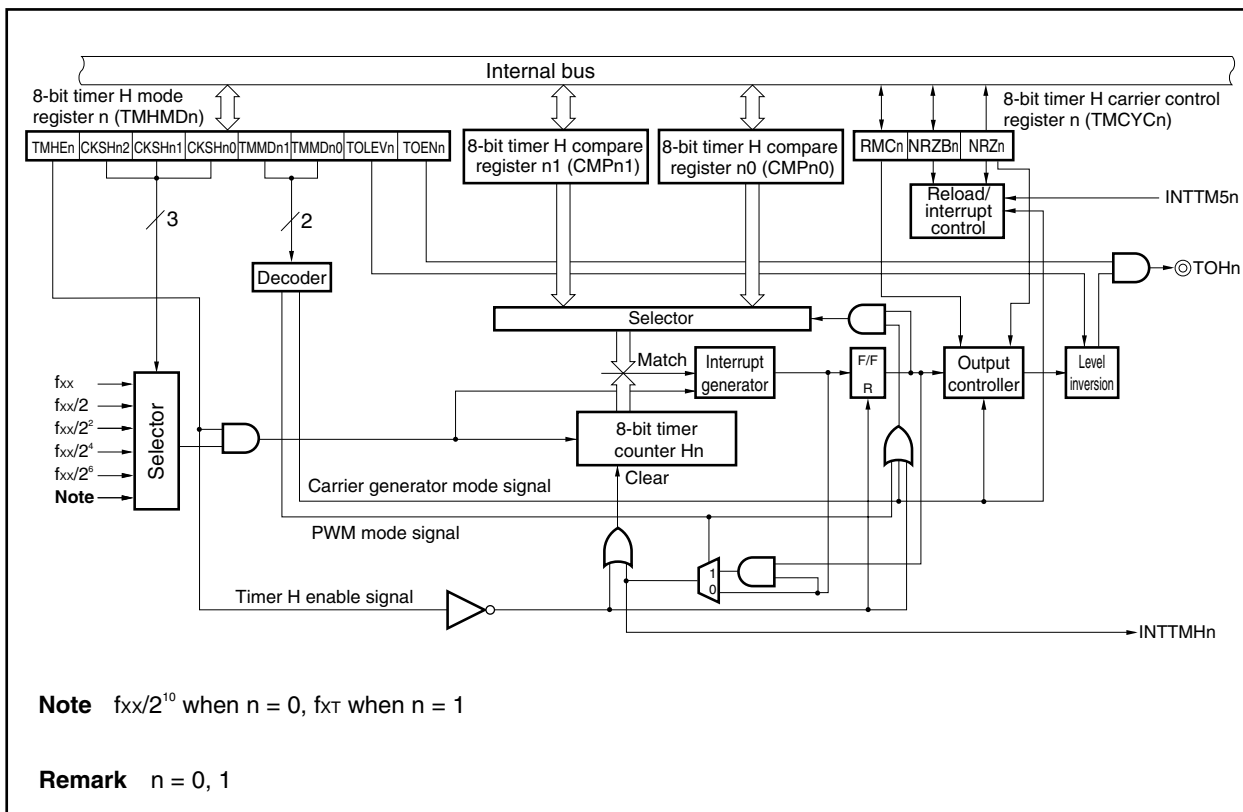 Internal bus
8-bit timer H mode
register n (TMHMDn)
8-bit timer H carrier control
register n (TMCYCn)
TMHEn CKSHn2 CKSHn1 CKSHn0 TMMDn1 TMMDn0 TOLEVn TOENn
8-bit timer H compare
register n1 (CMPn1)
8-bit timer H compare
register n0 (CMPn0)
RMCn NRZBn NRZn
Reload/
interrupt
control
INTTM5n
3
2
Decoder
TOHn
Selector
Match
Interrupt
generator
F/F
R
Output
controller
Level
inversion
fxx
fxx/2
fxx/2²
fxx/2⁴
fxx/2⁶
Note
Selector
8-bit timer
counter Hn
Clear
Carrier generator mode signal
PWM mode signal
1
0
Timer H enable signal
INTTMHn
Note fxx/2¹⁰ when n = 0, fXT when n = 1
Remark n = 0, 1